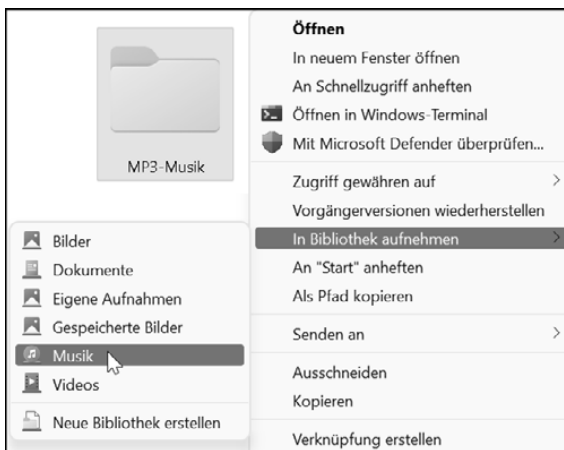 MP3-Musik
Öffnen
In neuem Fenster öffnen
An Schnellzugriff anheften
Öffnen in Windows-Terminal
Mit Microsoft Defender überprüfen...
Zugriff gewähren auf
Vorgängerversionen wiederherstellen
In Bibliothek aufnehmen
An "Start" anheften
Als Pfad kopieren
Senden an
Ausschneiden
Kopieren
Verknüpfung erstellen
Bilder
Dokumente
Eigene Aufnahmen
Gespeicherte Bilder
Musik
Videos
Neue Bibliothek erstellen